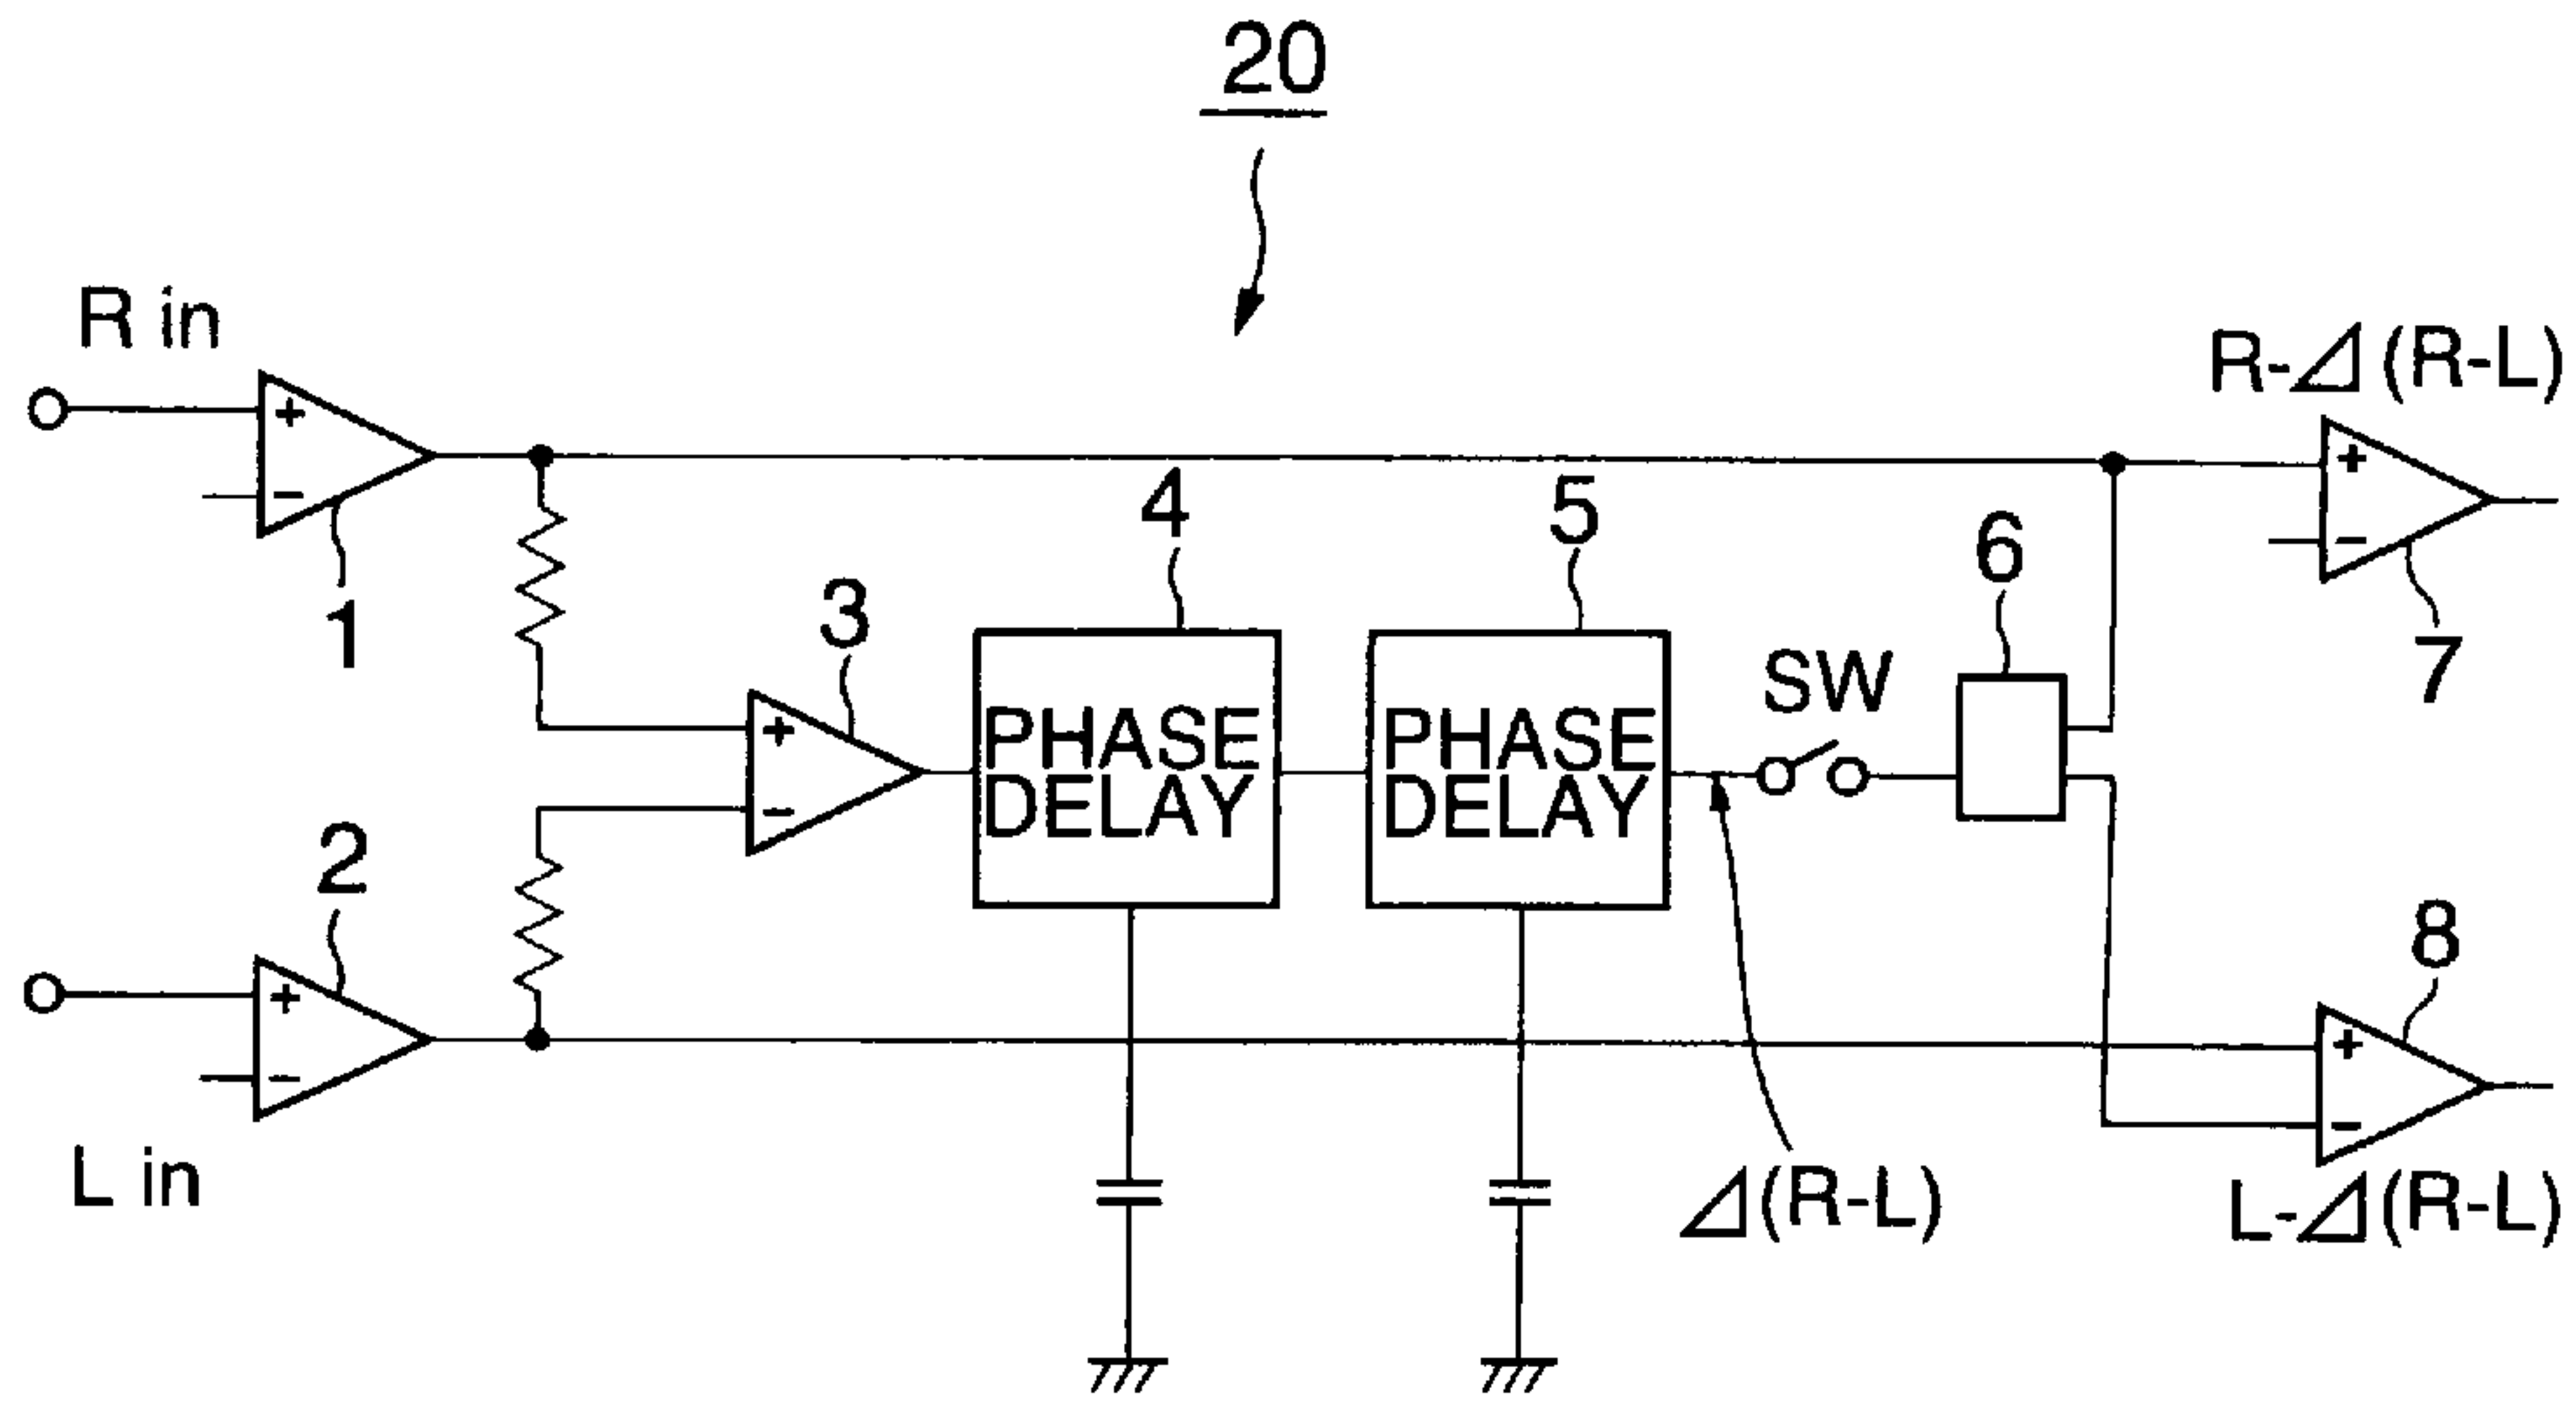 20
R in
R-⊿(R-L)
+
-
1
4
5
6
+
-
7
3
+
-
PHASE
DELAY
PHASE
DELAY
SW
2
+
-
L in
8
+
-
⊿(R-L)
L-⊿(R-L)